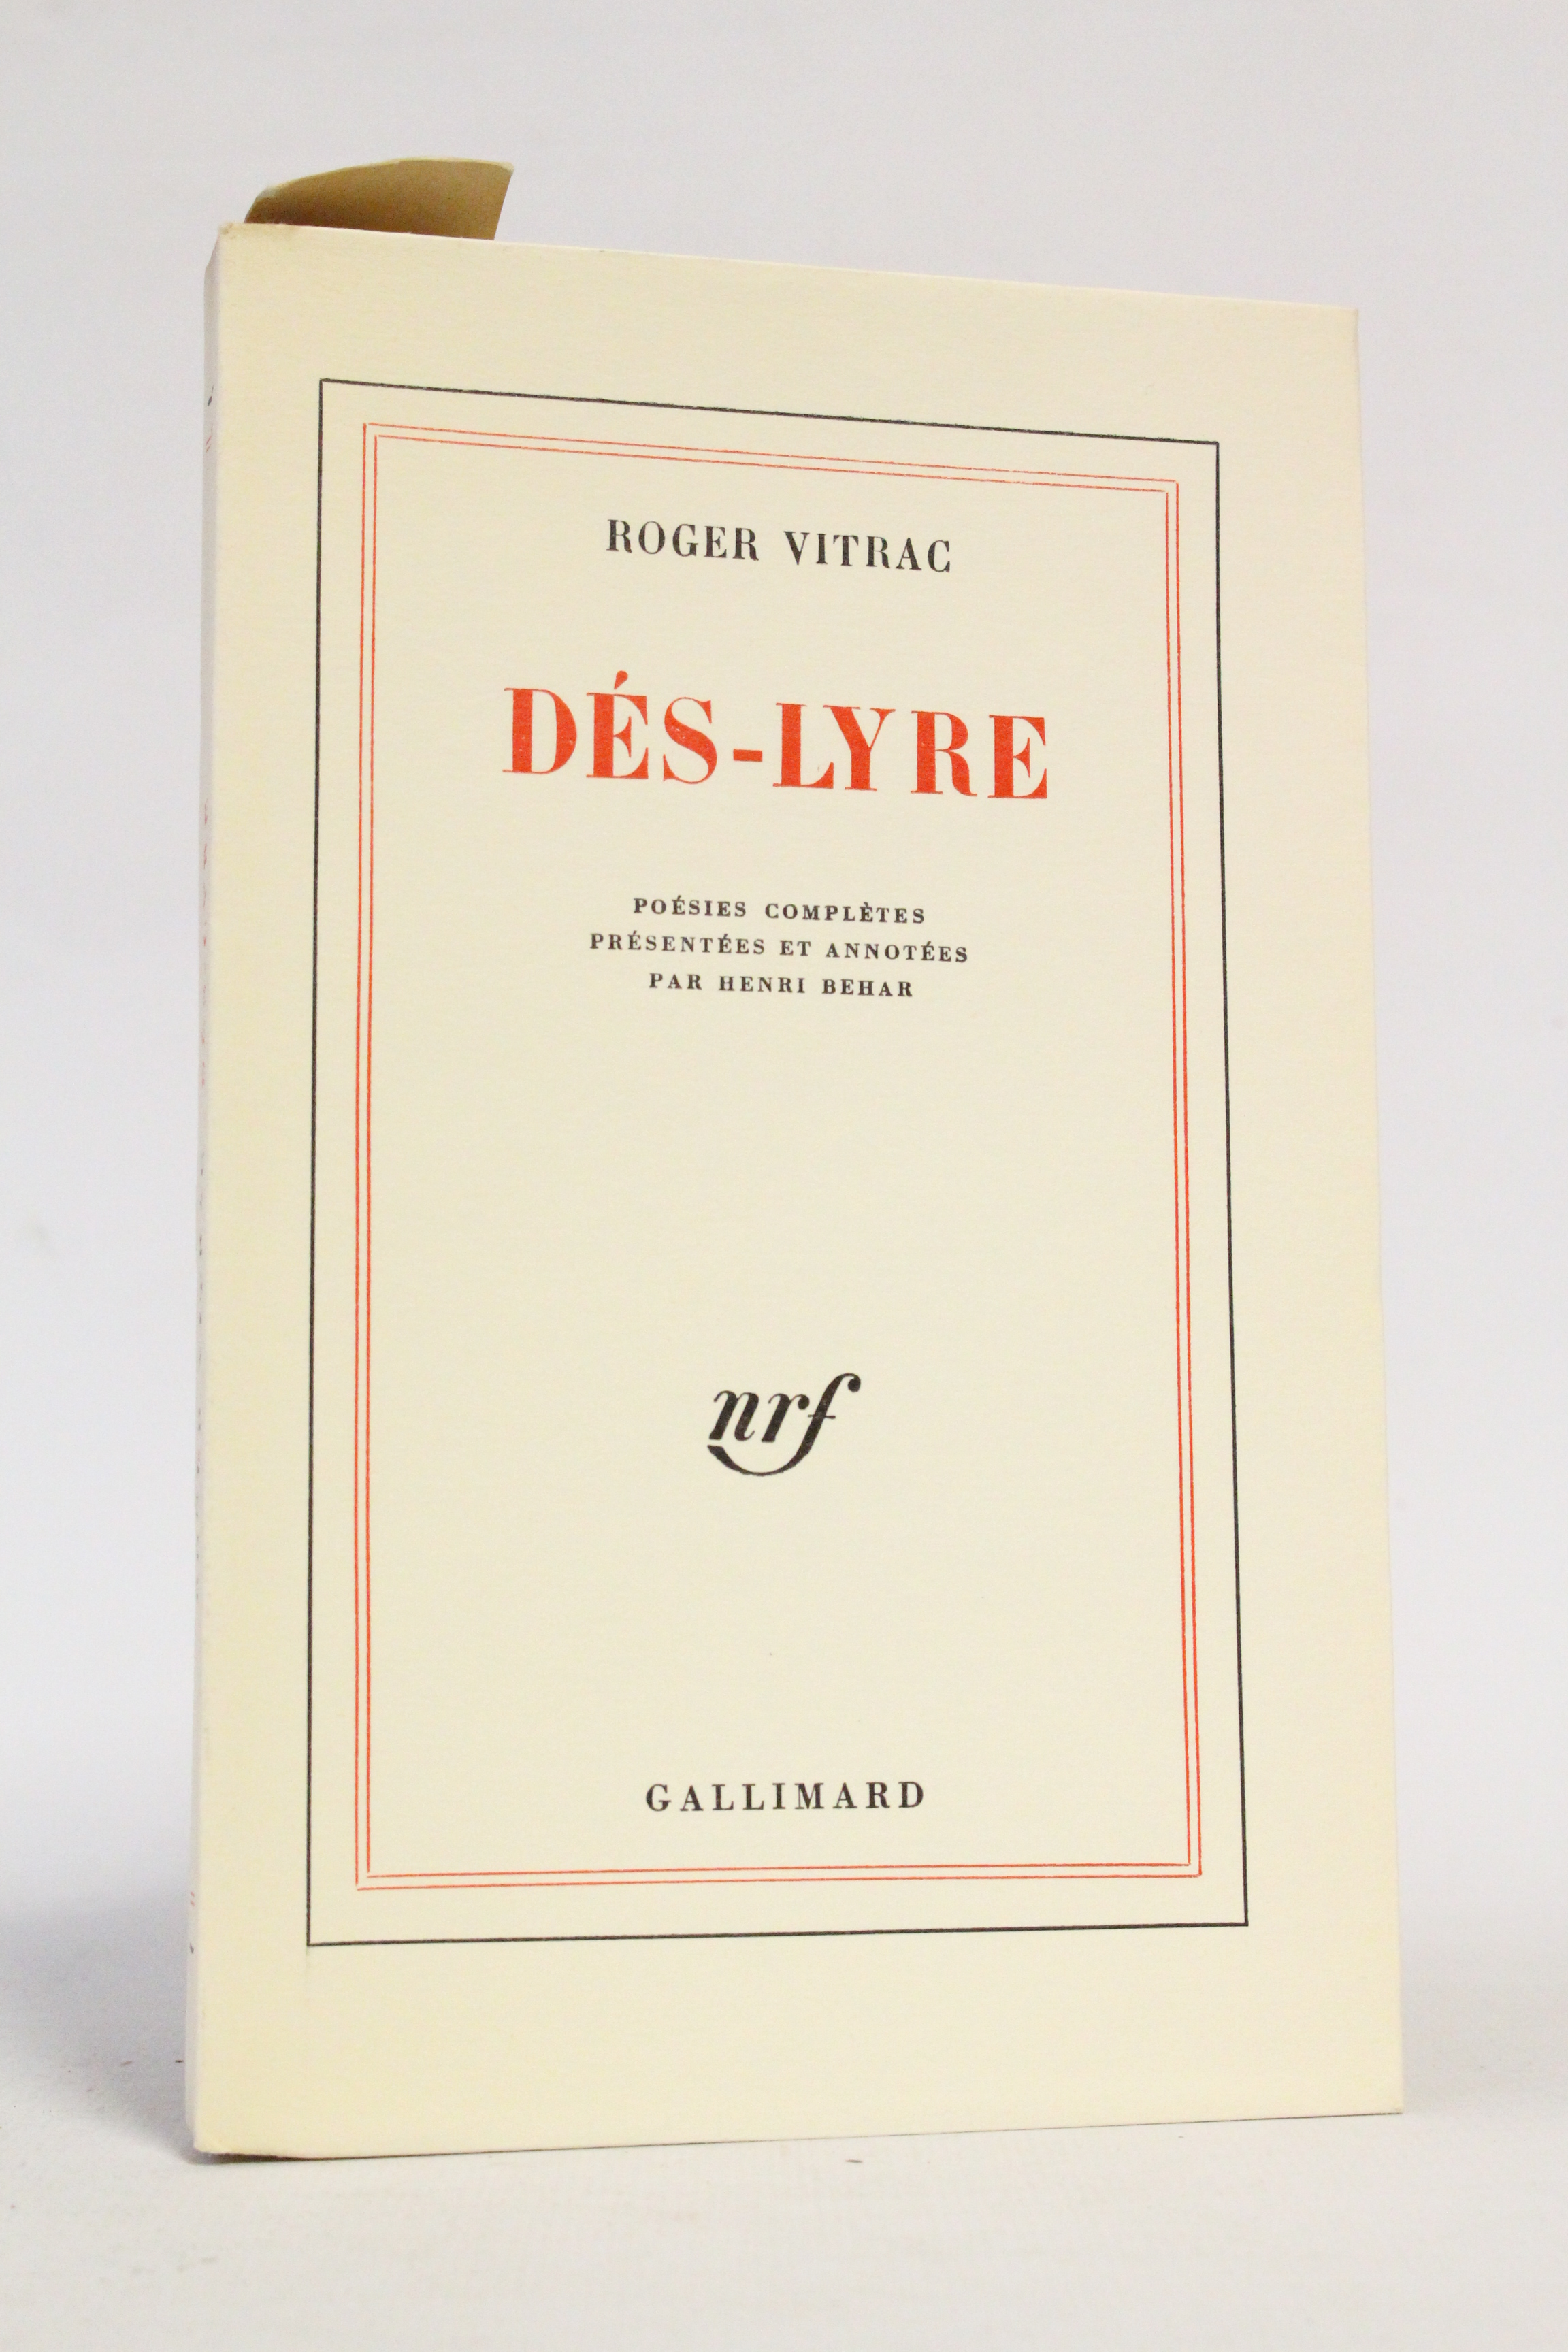 ROGER VITRAC
DÉS-LYRE
POÉSIES COMPLÈTES
PRÉSENTÉES ET ANNOTÉES
PAR HENRI BEHAR
nrf
GALLIMARD